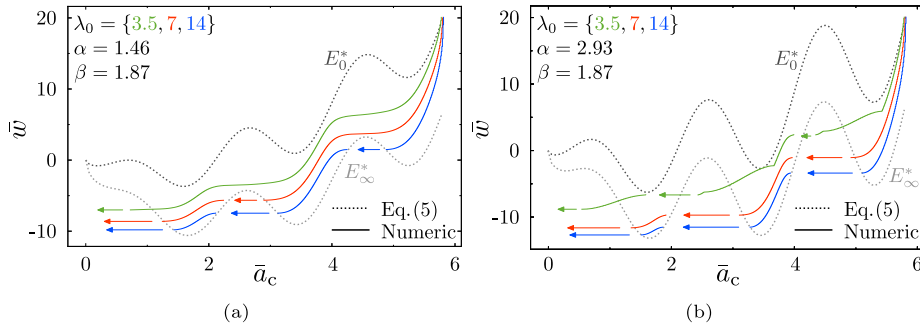 λ₀ = {3.5, 7, 14}
α = 1.46
β = 1.87
E₀*
E∞*
Eq.(5)
Numeric
20
10
0
-10
w̄
0
2
4
6
āc
(a)
λ₀ = {3.5, 7, 14}
α = 2.93
β = 1.87
E₀*
E∞*
Eq.(5)
Numeric
20
10
0
-10
w̄
0
2
4
6
āc
(b)